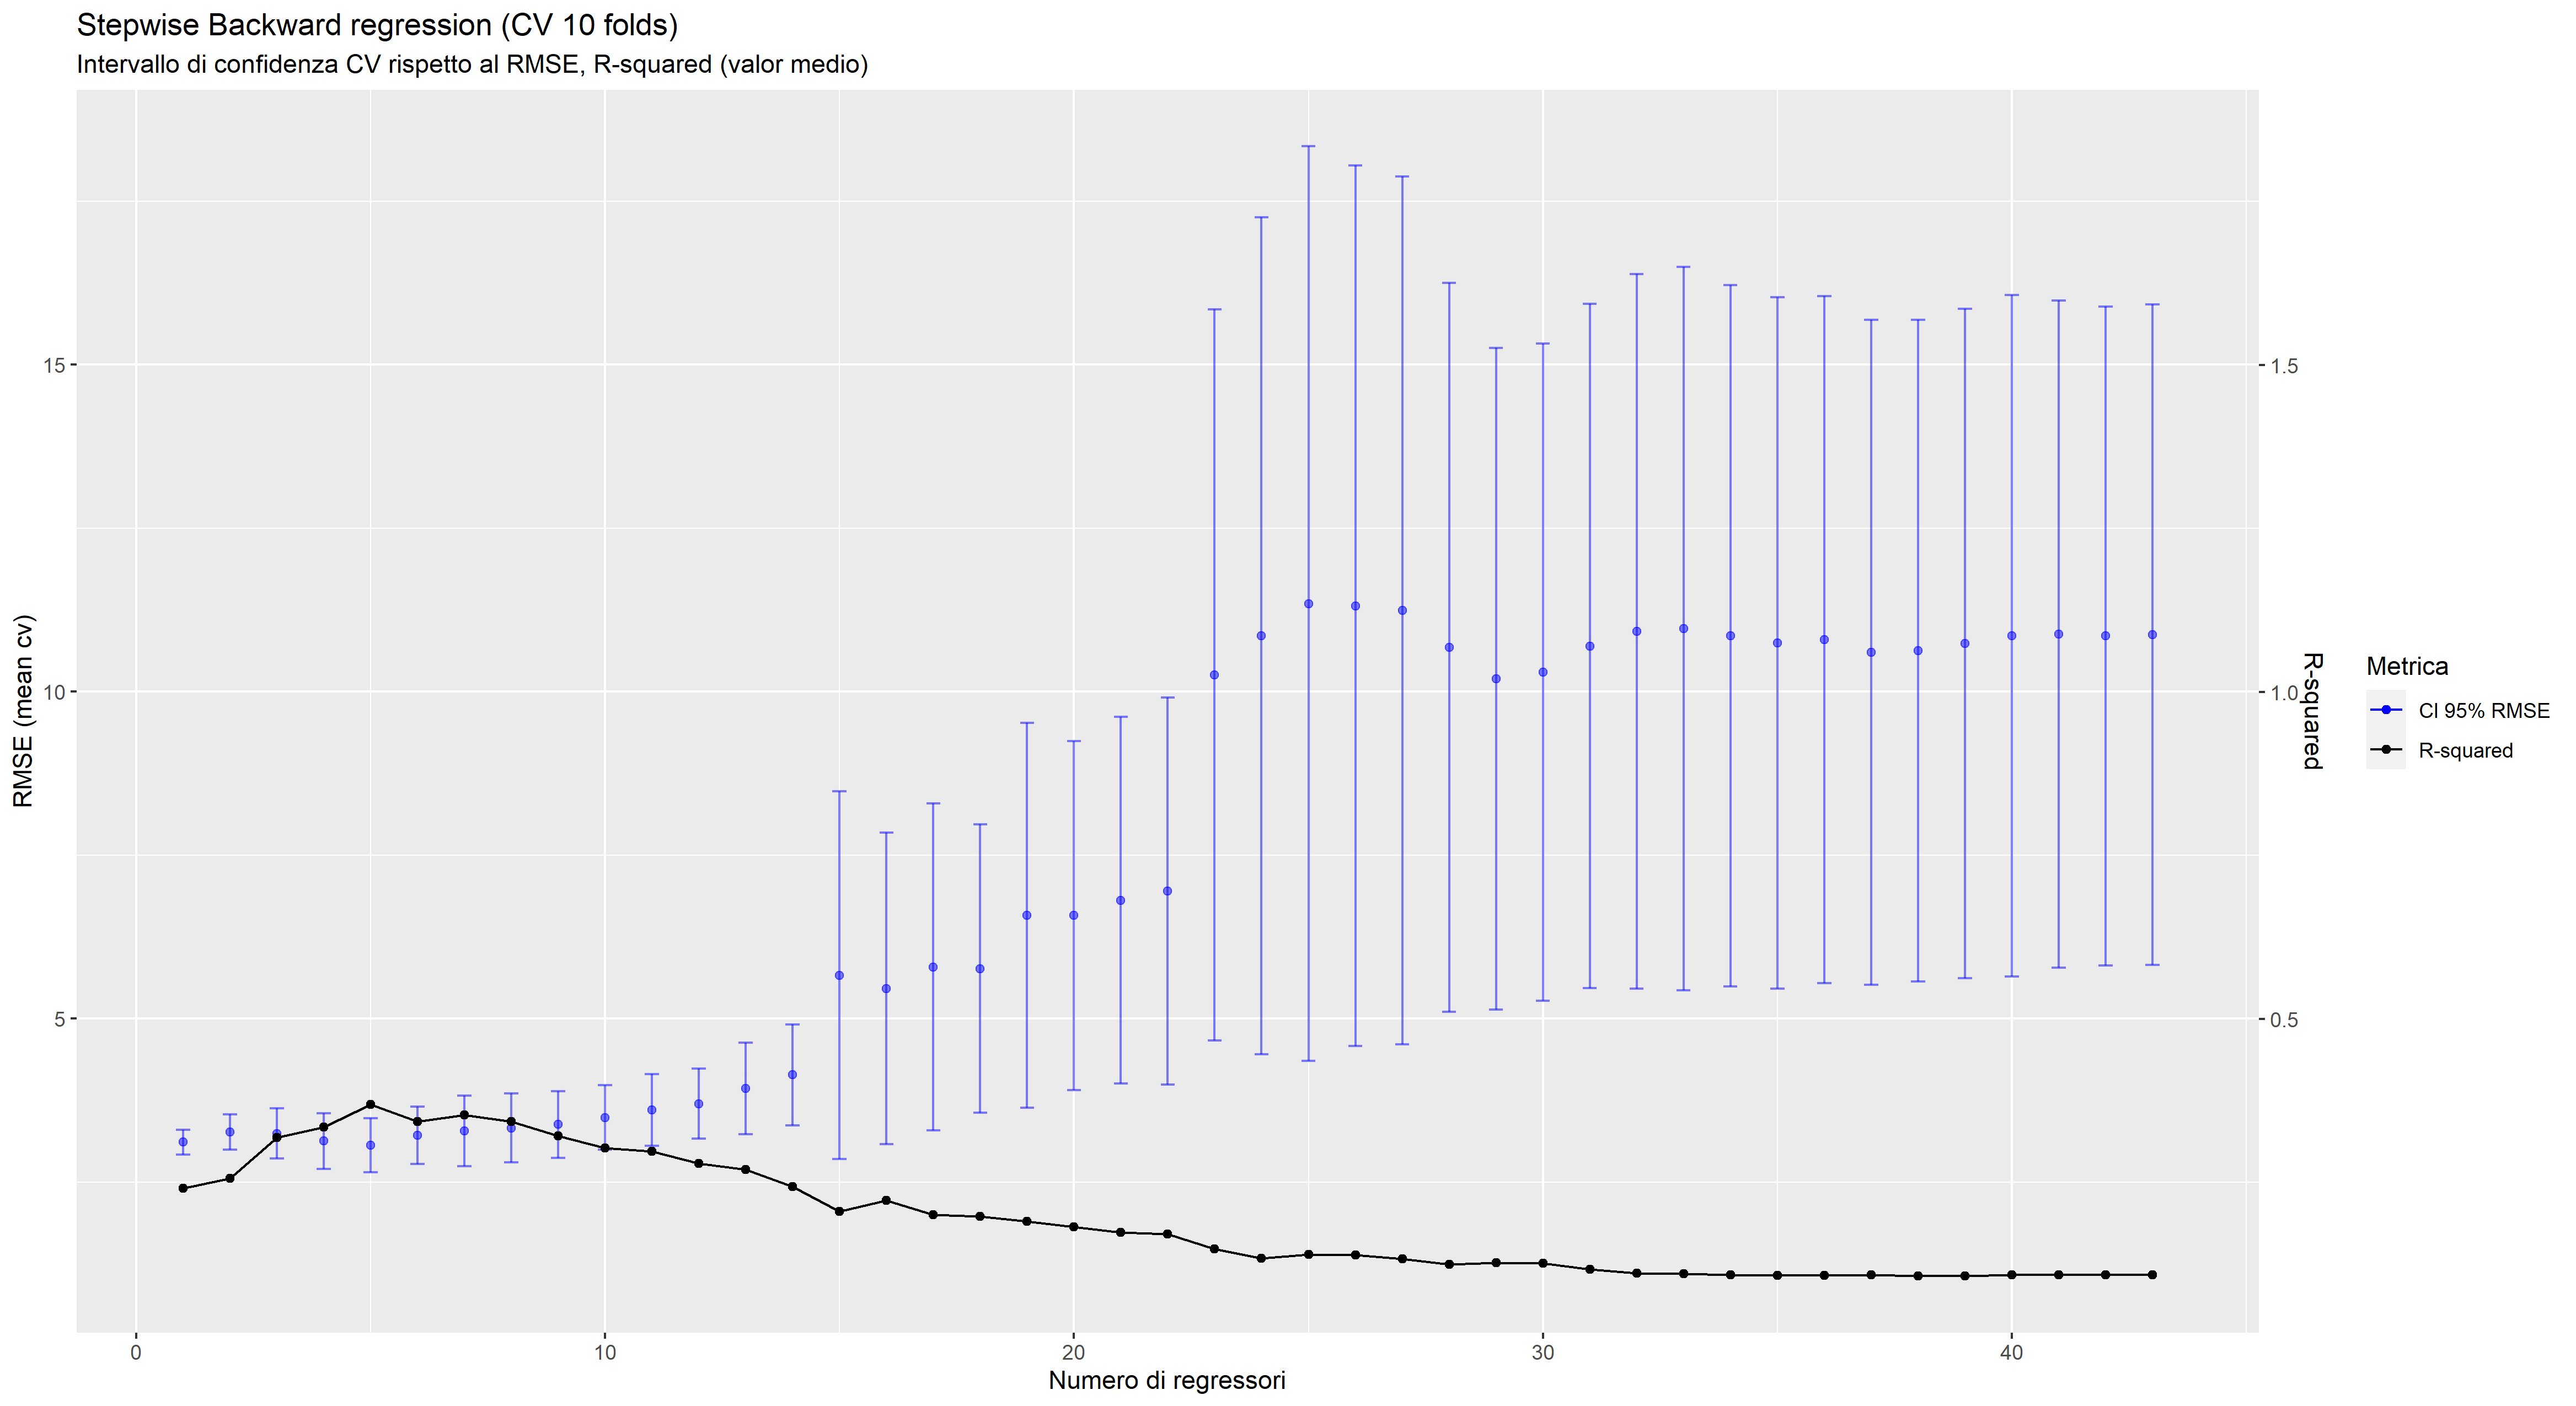 Stepwise Backward regression (CV 10 folds)
Intervallo di confidenza CV rispetto al RMSE, R-squared (valor medio)
RMSE (mean cv)
15
10
5
0
10
20
30
40
Numero di regressori
1.5
1.0
0.5
R-squared
Metrica
CI 95% RMSE
R-squared